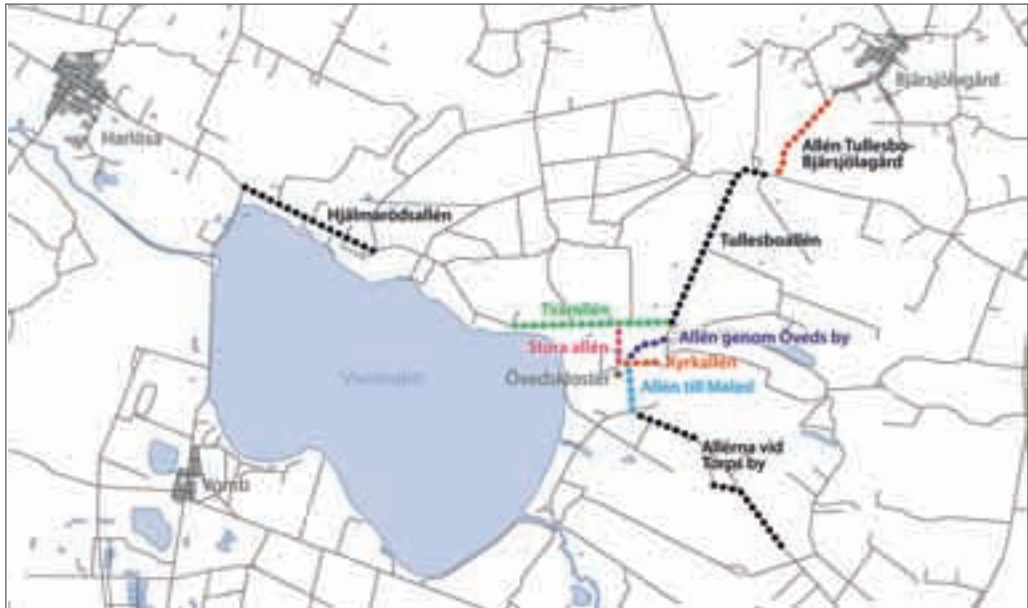 Bjärsjölagård
Harlösa
Allén Tullesbo-
Bjärsjölagård
Hjälmarödsallén
Tullesboallén
Tvärallén
Allén genom Öveds by
Stora allén
Kyrkallén
Övedskloster
Allén till Maled
Vombsjön
Allérna vid
Torps by
Vomb